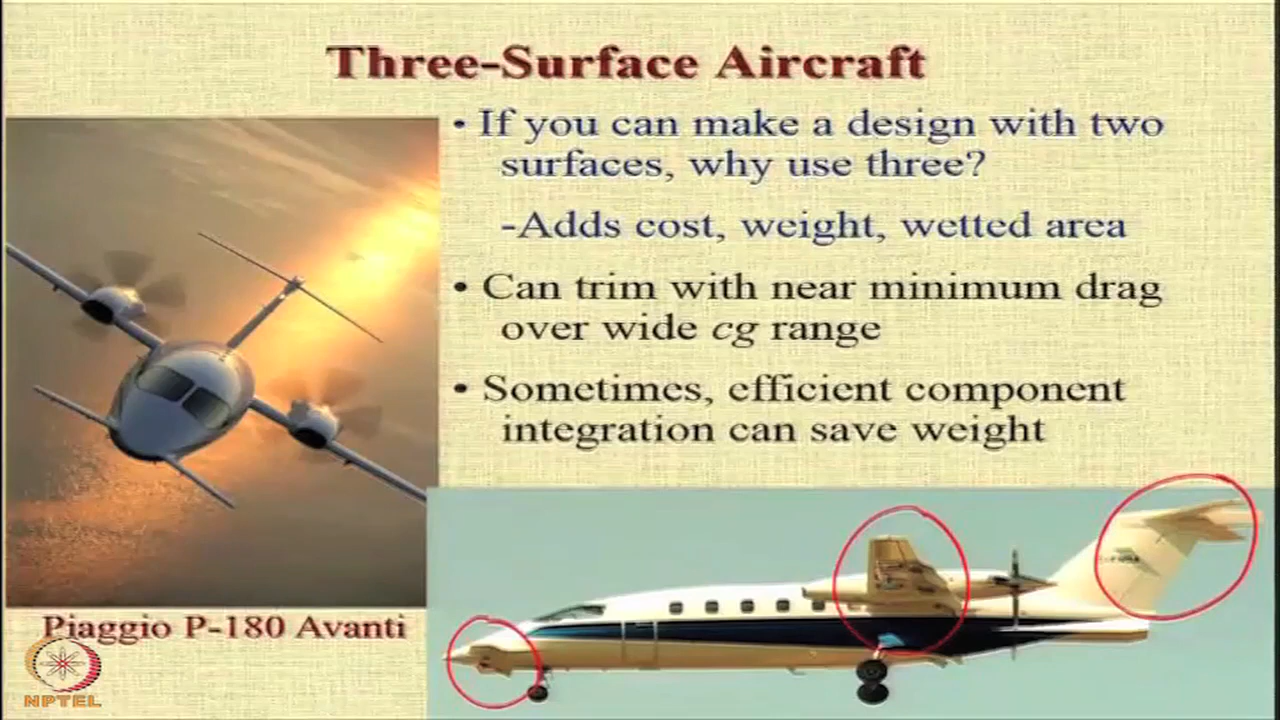 Three-Surface Aircraft
• If you can make a design with two
surfaces, why use three?
-Adds cost, weight, wetted area
• Can trim with near minimum drag
over wide cg range
• Sometimes, efficient component
integration can save weight
Piaggio P-180 Avanti
NPTEL